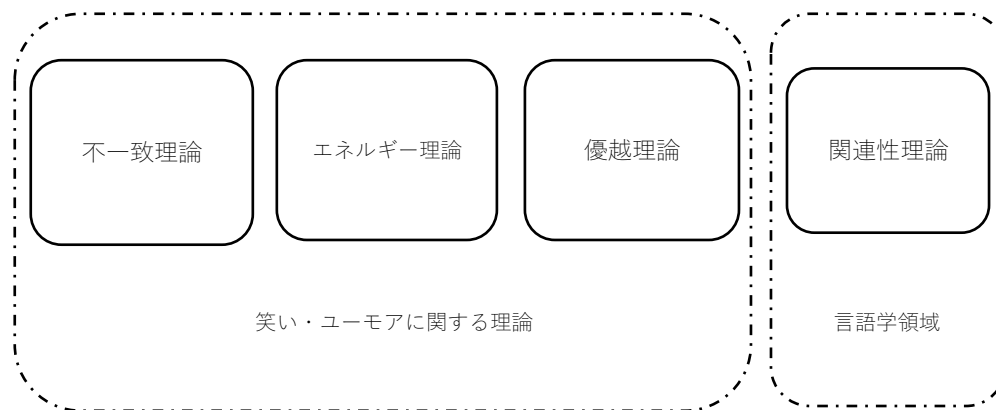 不一致理論
エネルギー理論
優越理論
関連性理論
笑い・ユーモアに関する理論
言語学領域